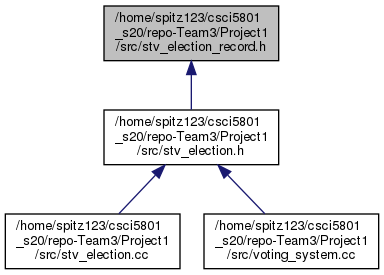 /home/spitz123/csci5801
_s20/repo-Team3/Project1
/src/stv_election_record.h
/home/spitz123/csci5801
_s20/repo-Team3/Project1
/src/stv_election.h
/home/spitz123/csci5801
_s20/repo-Team3/Project1
/src/stv_election.cc
/home/spitz123/csci5801
_s20/repo-Team3/Project1
/src/voting_system.cc